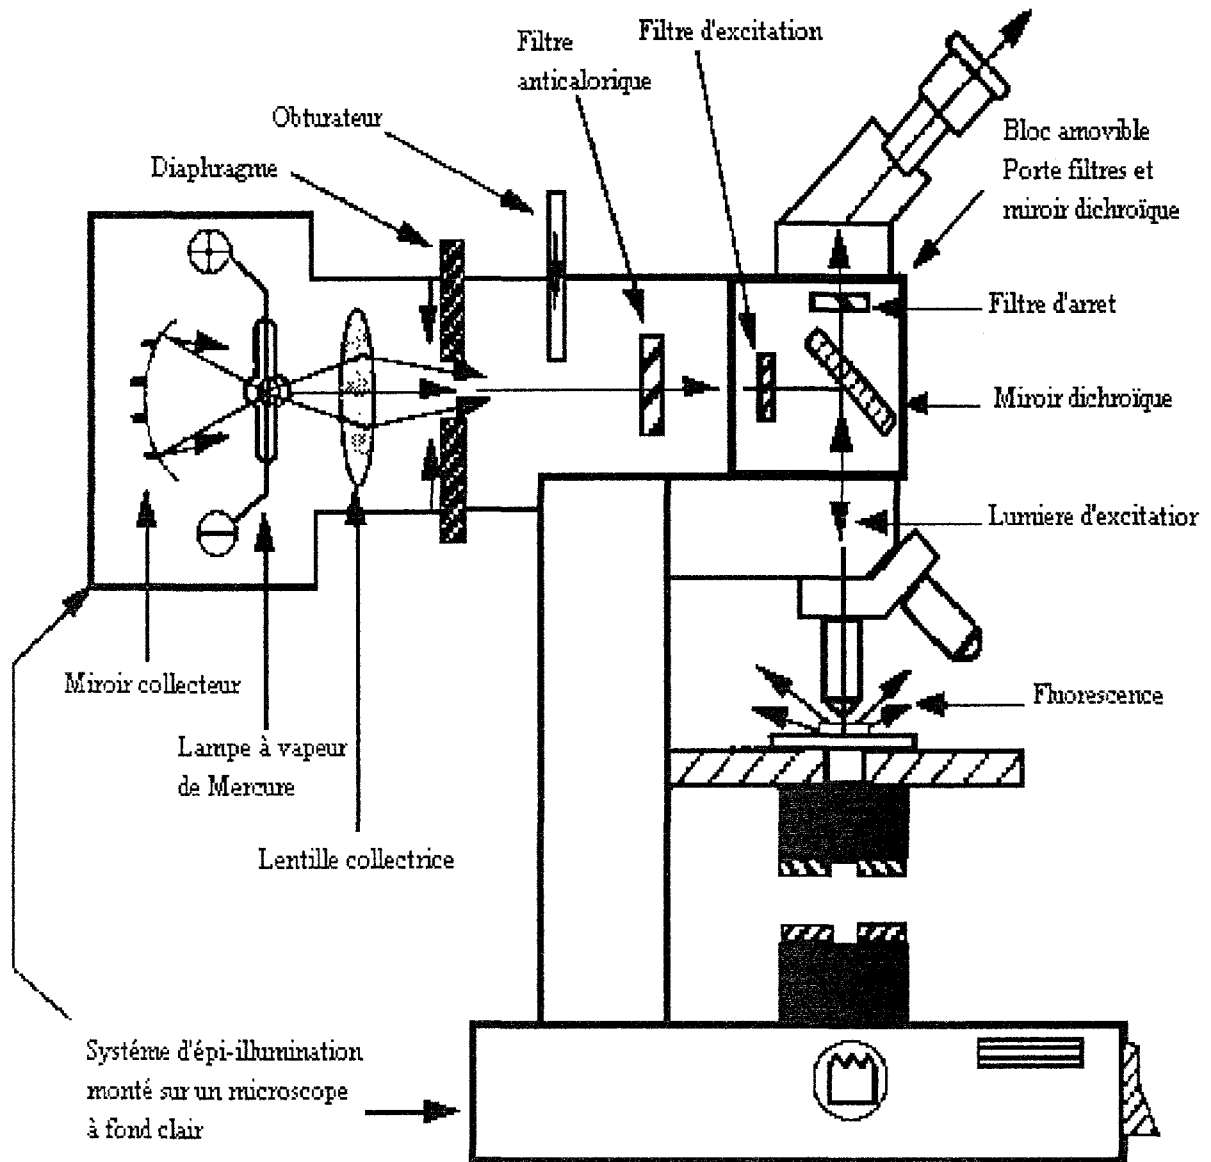 Filtre
anticalorique
Filtre d'excitation
Obturateur
Diaphragme
Bloc amovible
Porte filtres et
miroir dichroïque
Filtre d'arret
Miroir dichroïque
Lumiere d'excitatior
Fluorescence
Miroir collecteur
Lampe à vapeur
de Mercure
Lentille collectrice
Systéme d'épi-illumination
monté sur un microscope
à fond clair